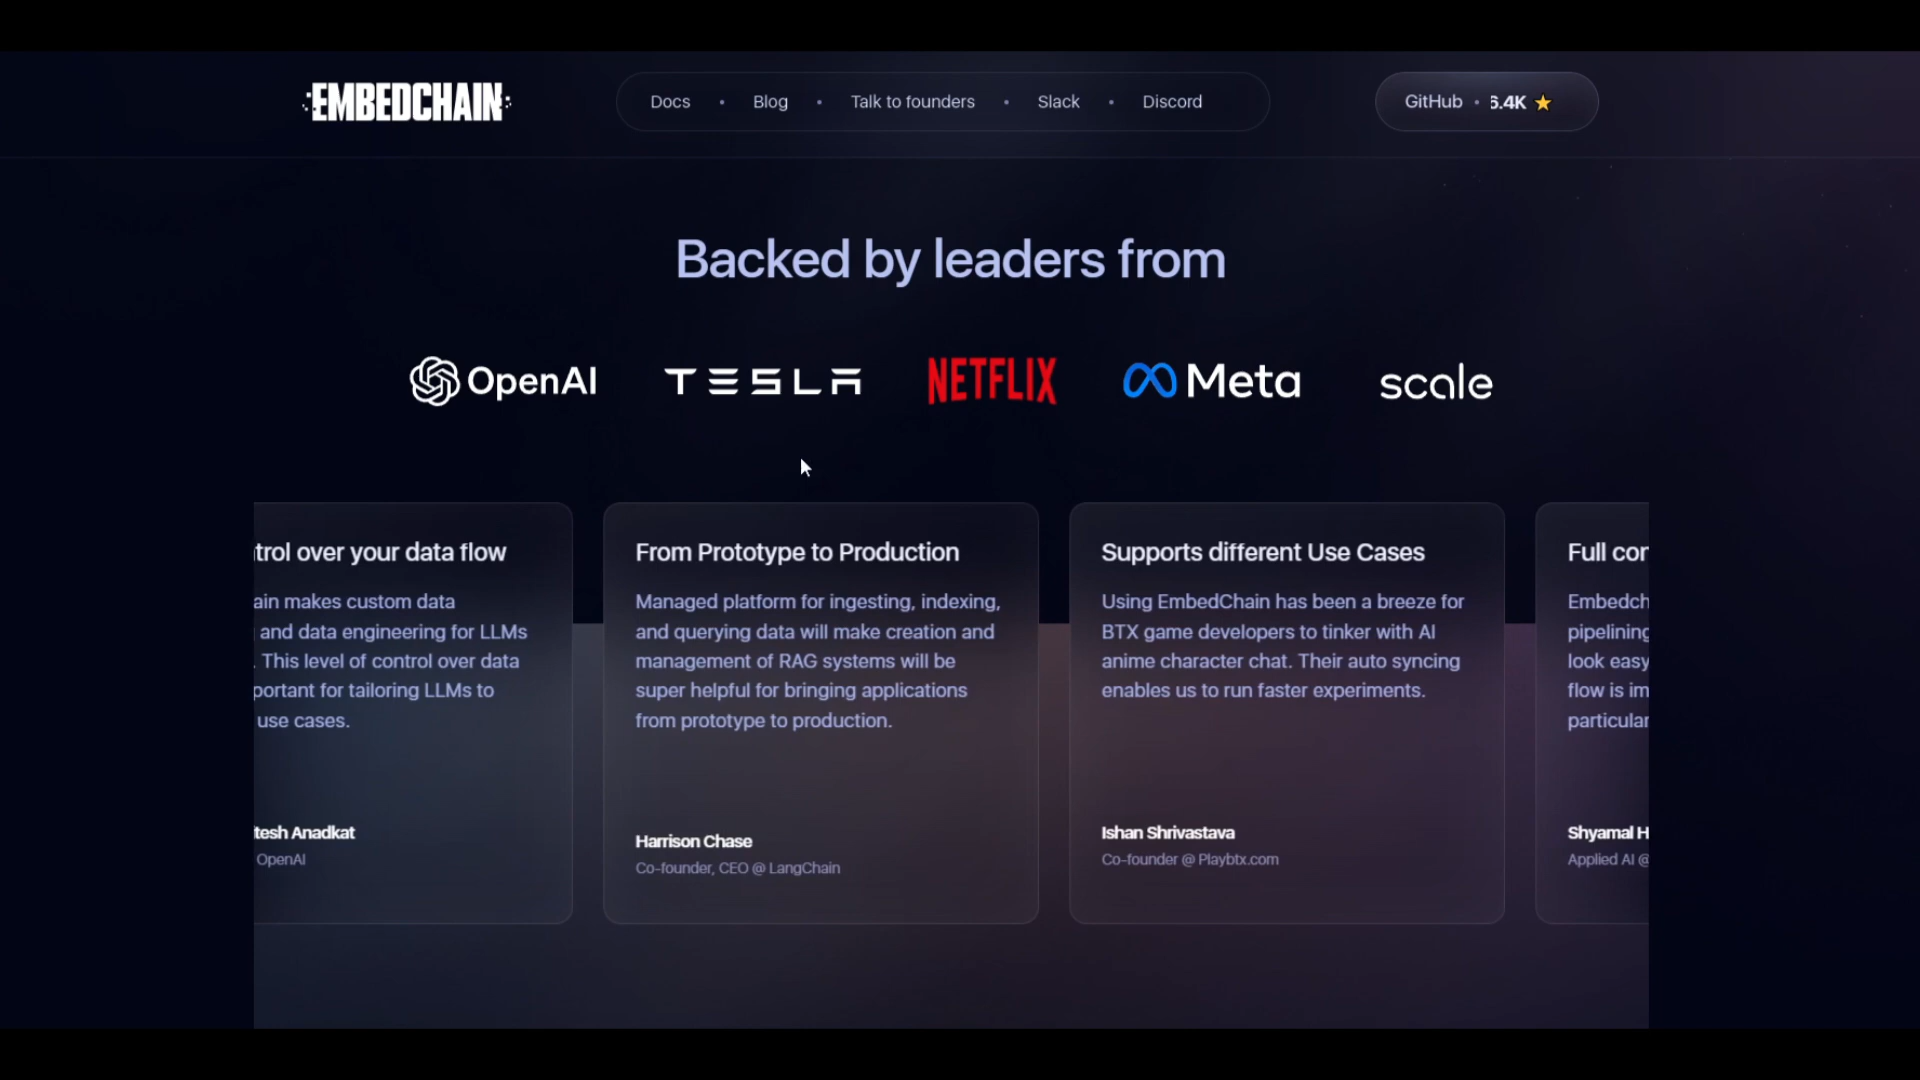 EMBEDCHAIN
Docs • Blog • Talk to founders • Slack • Discord
GitHub • 6.4K
Backed by leaders from
OpenAI TESLA NETFLIX Meta scale
trol over your data flow
ain makes custom data
and data engineering for LLMs
. This level of control over data
portant for tailoring LLMs to
use cases.
tesh Anadkat
OpenAI
From Prototype to Production
Managed platform for ingesting, indexing,
and querying data will make creation and
management of RAG systems will be
super helpful for bringing applications
from prototype to production.
Harrison Chase
Co-founder, CEO @ LangChain
Supports different Use Cases
Using EmbedChain has been a breeze for
BTX game developers to tinker with AI
anime character chat. Their auto syncing
enables us to run faster experiments.
Ishan Shrivastava
Co-founder @ Playbtx.com
Full cor
Embedch
pipelining
look easy
flow is im
particular
Shyamal H
Applied AI @